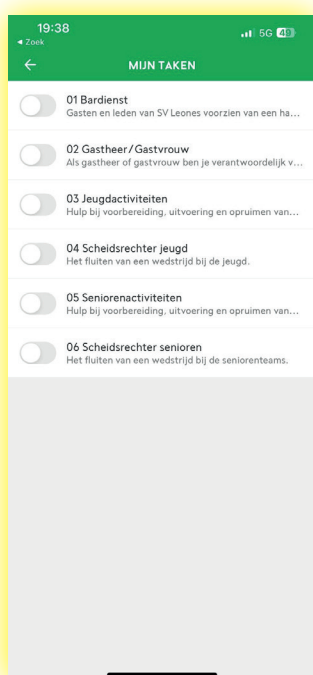 19:38
5G 49
Zoek
MIJN TAKEN
01 Bardienst
Gasten en leden van SV Leones voorzien van een ha...
02 Gastheer/Gastvrouw
Als gastheer of gastvrouw ben je verantwoordelijk v...
03 Jeugdactiviteiten
Hulp bij voorbereiding, uitvoering en opruimen van...
04 Scheidsrechter jeugd
Het fluiten van een wedstrijd bij de jeugd.
05 Seniorenactiviteiten
Hulp bij voorbereiding, uitvoering en opruimen van...
06 Scheidsrechter senioren
Het fluiten van een wedstrijd bij de seniorenteams.